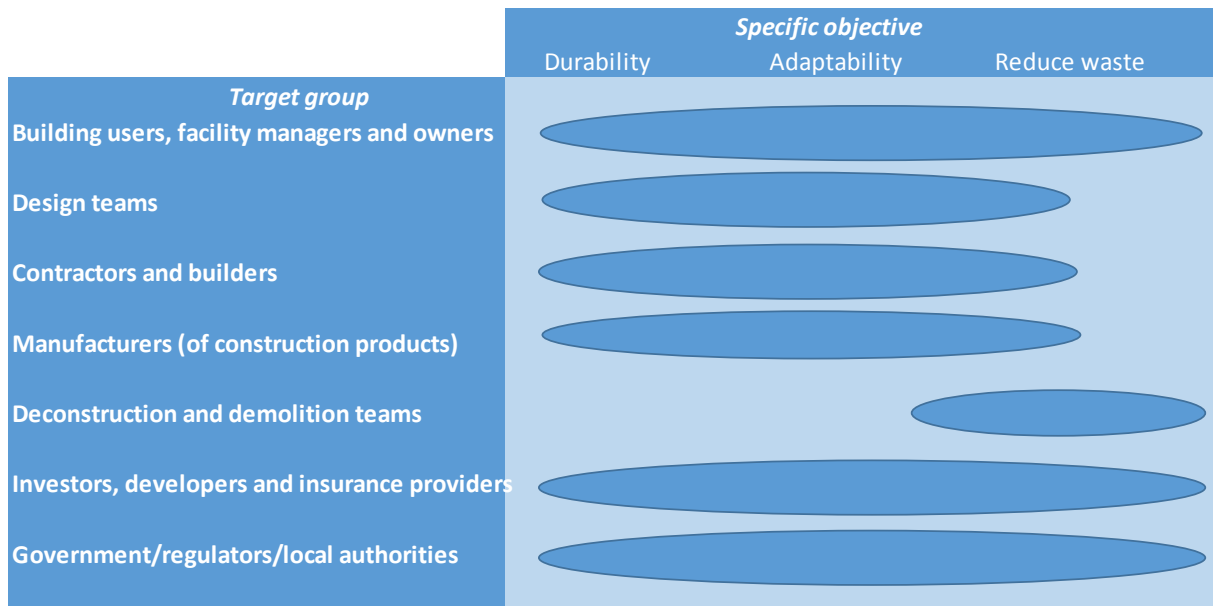 Specific objective
Durability Adaptability Reduce waste
Target group
Building users, facility managers and owners
Design teams
Contractors and builders
Manufacturers (of construction products)
Deconstruction and demolition teams
Investors, developers and insurance providers
Government/regulators/local authorities